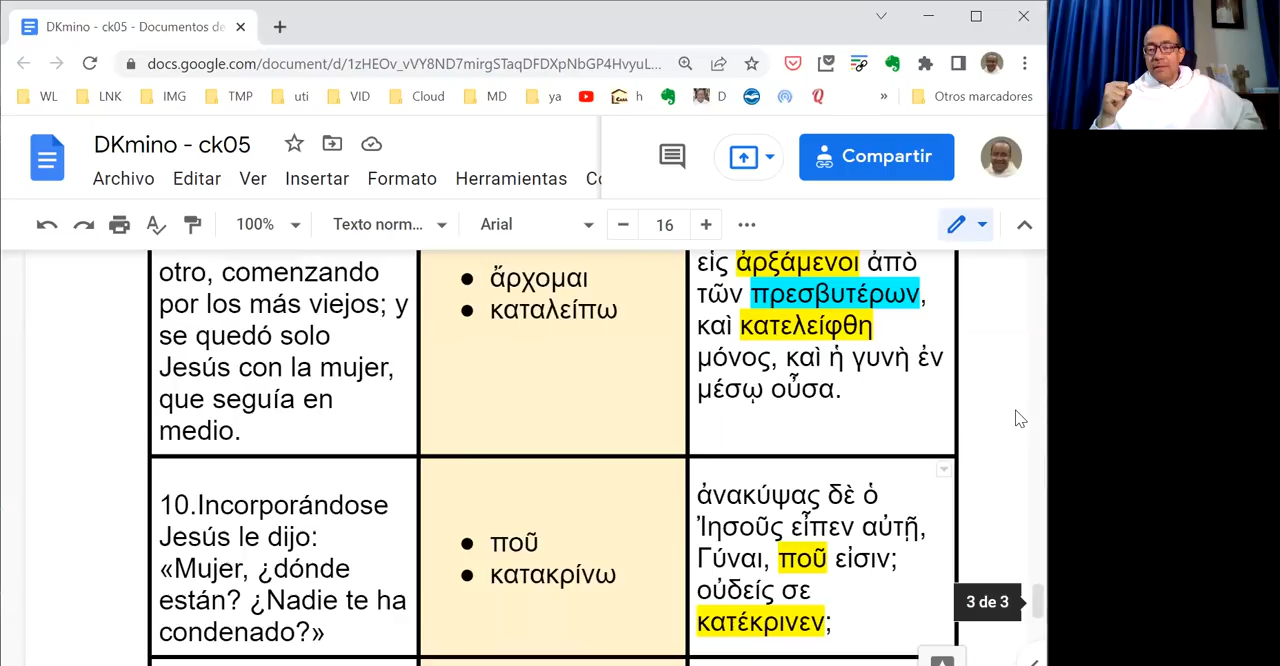 DKmino - ck05 - Documentos de
docs.google.com/document/d/1zHEOv_vVY8ND7mirgSTaqDFDXpNbGP4HvyuL...
WL
LNK
IMG
TMP
uti
VID
Cloud
MD
ya
h
D
»
Otros marcadores
DKmino - ck05
Compartir
Archivo Editar Ver Insertar Formato Herramientas
100%
Texto norm...
Arial
16
otro, comenzando
por los más viejos; y
se quedó solo
Jesús con la mujer,
que seguía en
medio.
● ἄρχομαι
● καταλείπω
εἷς ἀρξάμενοι ἀπὸ
τῶν πρεσβυτέρων,
καὶ κατελείφθη
μόνος, καὶ ἡ γυνὴ ἐν
μέσῳ οὖσα.
10.Incorporándose
Jesús le dijo:
«Mujer, ¿dónde
están? ¿Nadie te ha
condenado?»
● ποῦ
● κατακρίνω
ἀνακύψας δὲ ὁ
Ἰησοῦς εἶπεν αὐτῇ,
Γύναι, ποῦ εἰσιν;
οὐδείς σε
κατέκρινεν;
3 de 3